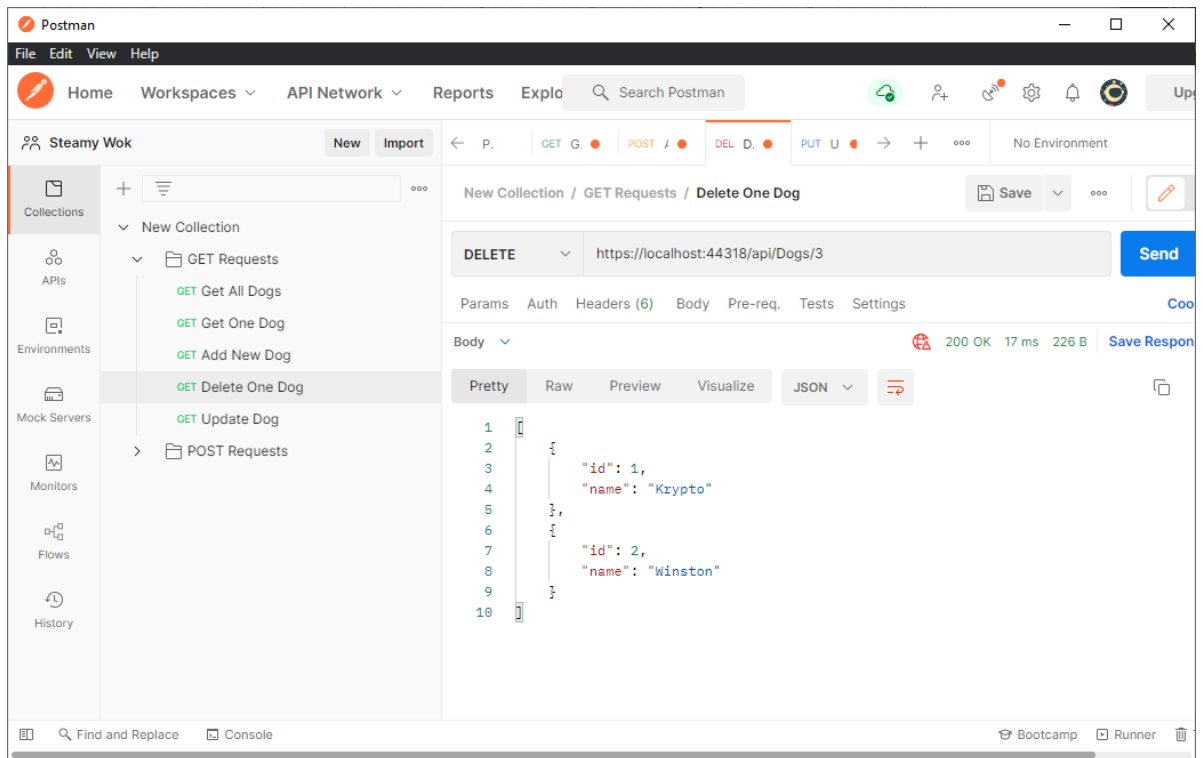 Postman
File Edit View Help
Home Workspaces API Network Reports Explo Search Postman Upg
Steamy Wok New Import P. GET G. POST DEL D. PUT U No Environment
Collections
APIs
Environments
Mock Servers
Monitors
Flows
History
New Collection
GET Requests
GET Get All Dogs
GET Get One Dog
GET Add New Dog
GET Delete One Dog
GET Update Dog
POST Requests
New Collection / GET Requests / Delete One Dog Save
DELETE https://localhost:44318/api/Dogs/3 Send
Params Auth Headers (6) Body Pre-req. Tests Settings Coo
Body 200 OK 17 ms 226 B Save Respon
Pretty Raw Preview Visualize JSON
1 [
2 {
3 "id": 1,
4 "name": "Krypto"
5 },
6 {
7 "id": 2,
8 "name": "Winston"
9 }
10 ]
Find and Replace Console Bootcamp Runner